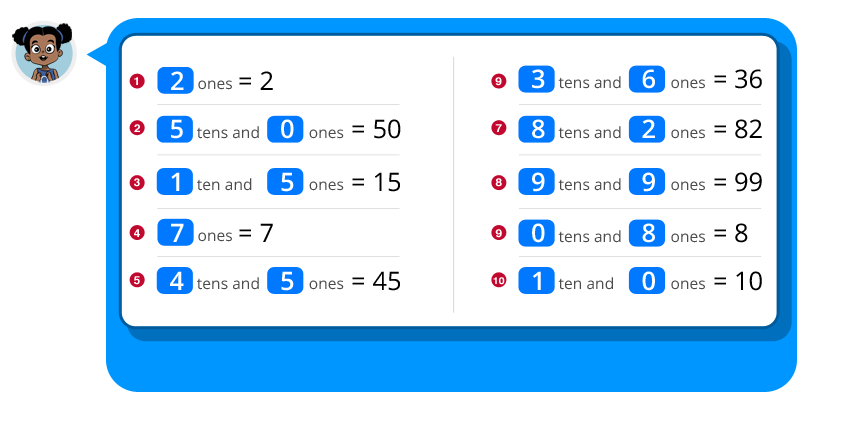 1 2 ones = 2
2 5 tens and 0 ones = 50
3 1 ten and 5 ones = 15
4 7 ones = 7
5 4 tens and 5 ones = 45
9 3 tens and 6 ones = 36
7 8 tens and 2 ones = 82
8 9 tens and 9 ones = 99
9 0 tens and 8 ones = 8
10 1 ten and 0 ones = 10